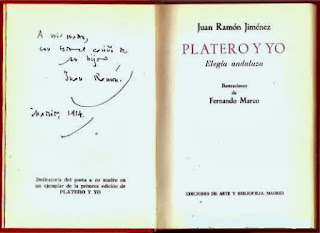 A mi madre,
con todo el cariño de
su hijo
Juan Ramón.
Madrid, 1914.
Dedicatoria del poeta a su madre en
un ejemplar de la primera edición de
PLATERO Y YO
Juan Ramón Jiménez
PLATERO Y YO
Elegía andaluza
Ilustraciones
de
Fernando Marco
EDICIONES DE ARTE Y BIBLIOFILIA. MADRID